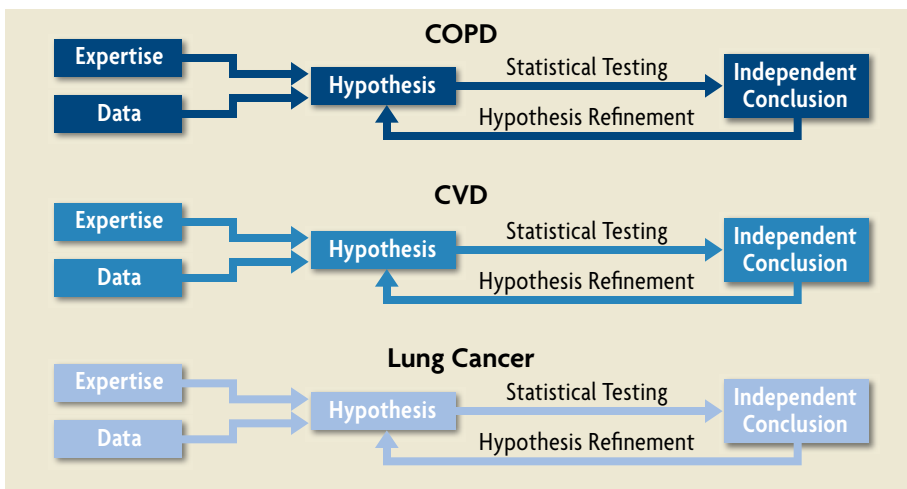 COPD
Expertise
Data
Hypothesis
Statistical Testing
Hypothesis Refinement
Independent
Conclusion
CVD
Expertise
Data
Hypothesis
Statistical Testing
Hypothesis Refinement
Independent
Conclusion
Lung Cancer
Expertise
Data
Hypothesis
Statistical Testing
Hypothesis Refinement
Independent
Conclusion